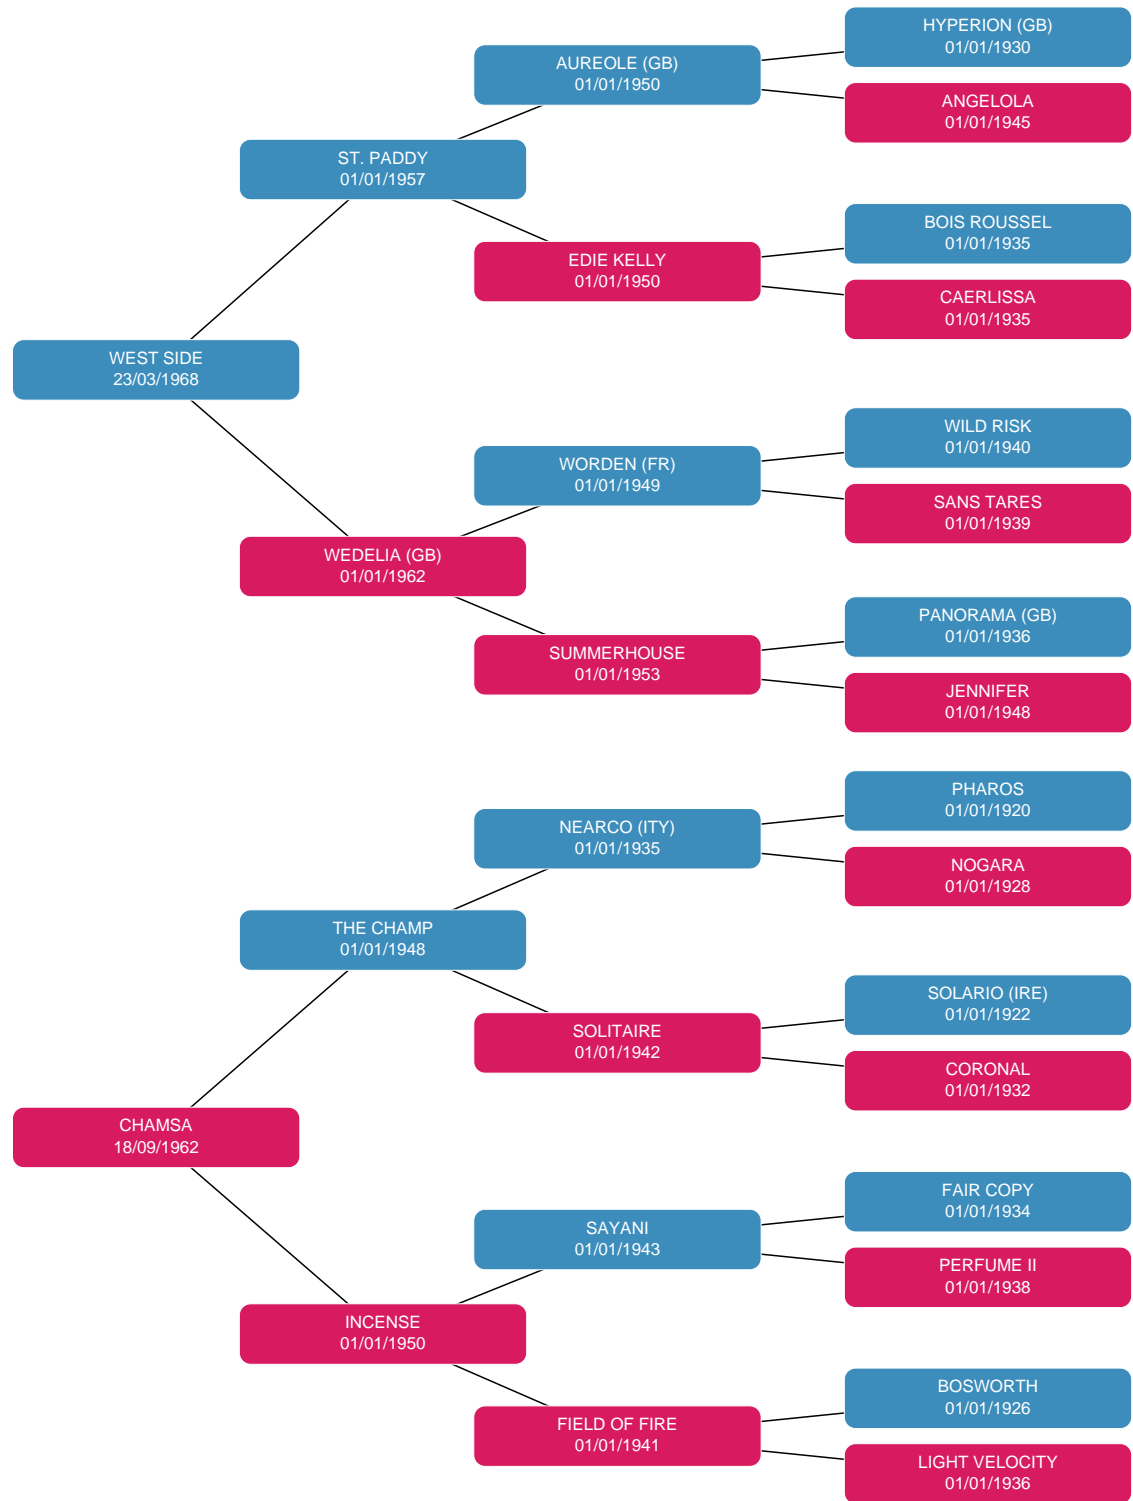 HYPERION (GB)
01/01/1930
AUREOLE (GB)
01/01/1950
ANGELOLA
01/01/1945
ST. PADDY
01/01/1957
BOIS ROUSSEL
01/01/1935
EDIE KELLY
01/01/1950
CAERLISSA
01/01/1935
WEST SIDE
23/03/1968
WILD RISK
01/01/1940
WORDEN (FR)
01/01/1949
SANS TARES
01/01/1939
WEDELIA (GB)
01/01/1962
PANORAMA (GB)
01/01/1936
SUMMERHOUSE
01/01/1953
JENNIFER
01/01/1948
PHAROS
01/01/1920
NEARCO (ITY)
01/01/1935
NOGARA
01/01/1928
THE CHAMP
01/01/1948
SOLARIO (IRE)
01/01/1922
SOLITAIRE
01/01/1942
CORONAL
01/01/1932
CHAMSA
18/09/1962
FAIR COPY
01/01/1934
SAYANI
01/01/1943
PERFUME II
01/01/1938
INCENSE
01/01/1950
BOSWORTH
01/01/1926
FIELD OF FIRE
01/01/1941
LIGHT VELOCITY
01/01/1936